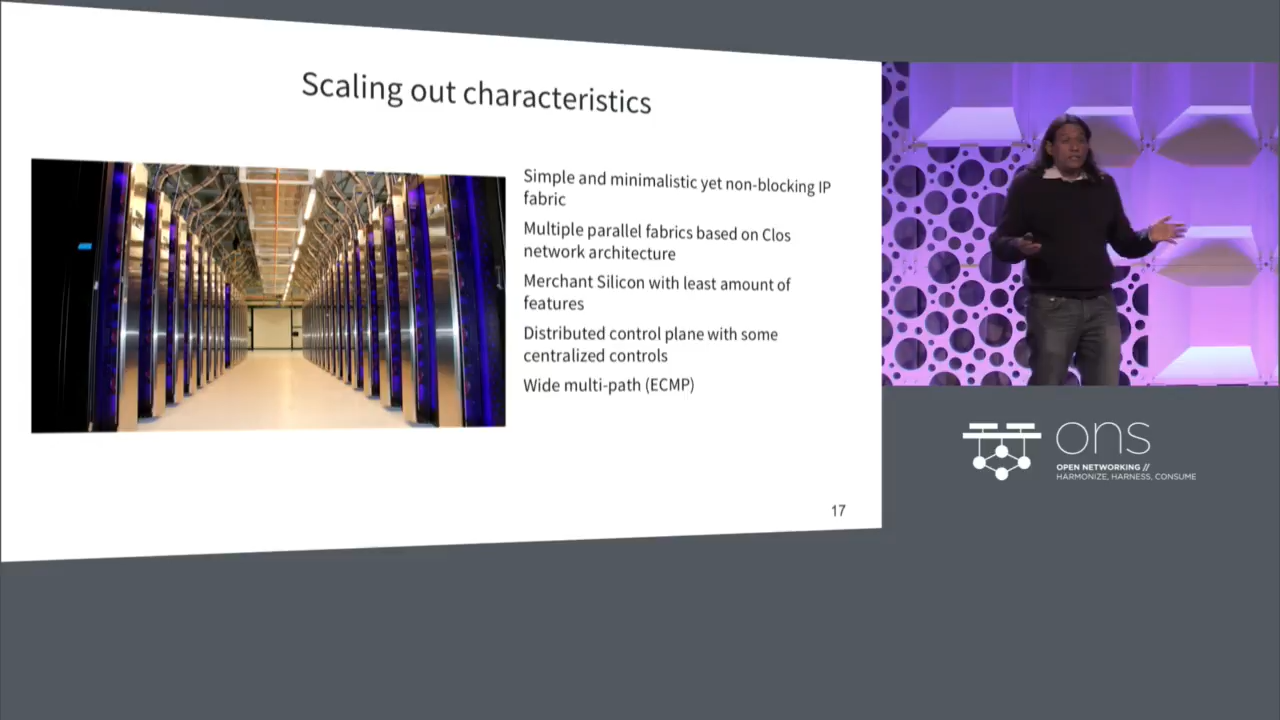 Scaling out characteristics
Simple and minimalistic yet non-blocking IP
fabric
Multiple parallel fabrics based on Clos
network architecture
Merchant Silicon with least amount of
features
Distributed control plane with some
centralized controls
Wide multi-path (ECMP)
17
ons
OPEN NETWORKING //
HARMONIZE, HARNESS, CONSUME